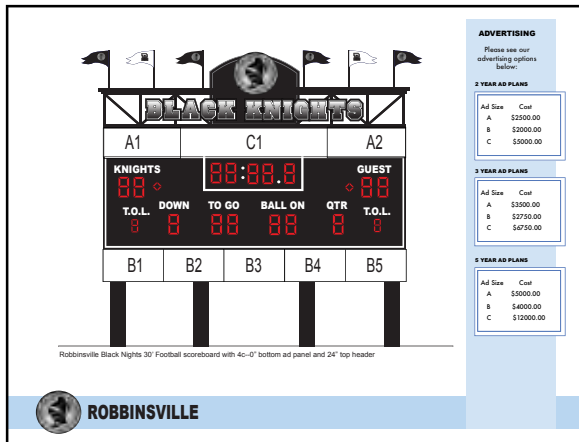 BLACK KNIGHTS
A1 C1 A2
KNIGHTS 88:88.8 GUEST
88 88
T.O.L. DOWN TO GO BALL ON QTR T.O.L.
8 8 88 88 8 8
B1 B2 B3 B4 B5
Robbinsville Black Nights 30' Football scoreboard with 4c--0" bottom ad panel and 24" top header
ROBBINSVILLE
ADVERTISING
Please see our
advertising options
below:
2 YEAR AD PLANS
Ad Size Cost
A $2500.00
B $2000.00
C $5000.00
3 YEAR AD PLANS
Ad Size Cost
A $3500.00
B $2750.00
C $6750.00
5 YEAR AD PLANS
Ad Size Cost
A $5000.00
B $4000.00
C $12000.00